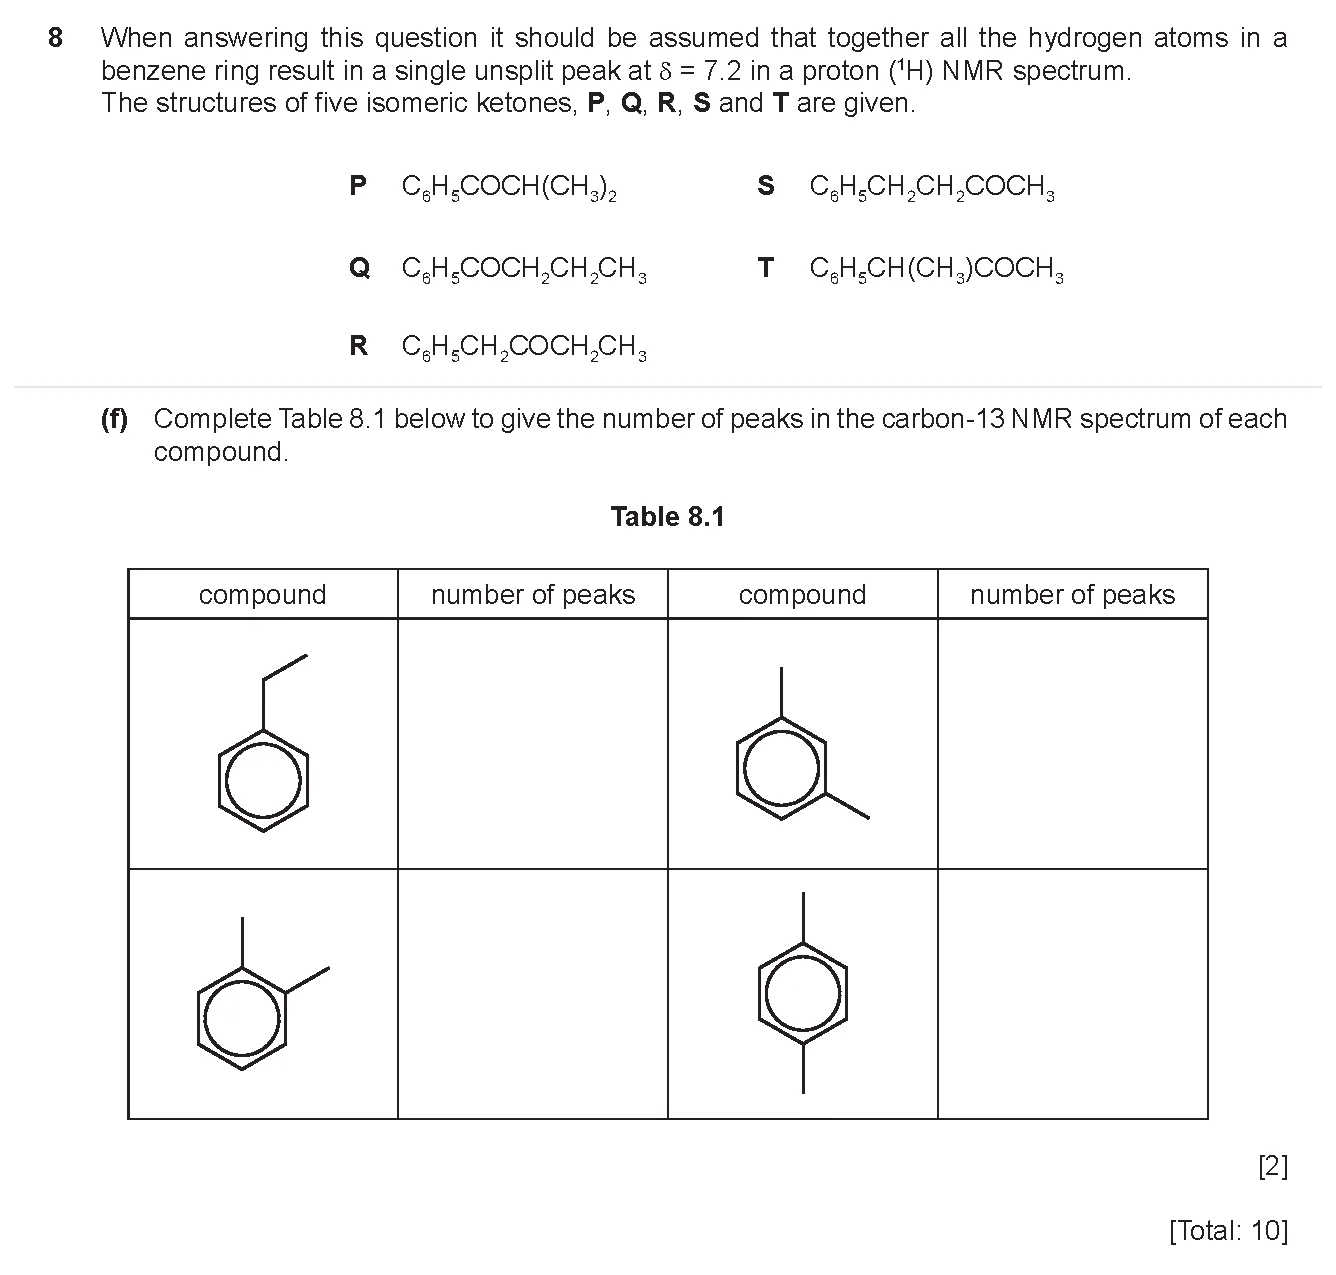 8 When answering this question it should be assumed that together all the hydrogen atoms in a
benzene ring result in a single unsplit peak at δ = 7.2 in a proton (¹H) NMR spectrum.
The structures of five isomeric ketones, P, Q, R, S and T are given.
P C₆H₅COCH(CH₃)₂ S C₆H₅CH₂CH₂COCH₃
Q C₆H₅COCH₂CH₂CH₃ T C₆H₅CH(CH₃)COCH₃
R C₆H₅CH₂COCH₂CH₃
(f) Complete Table 8.1 below to give the number of peaks in the carbon-13 NMR spectrum of each
compound.
Table 8.1
compound number of peaks compound number of peaks
[2]
[Total: 10]